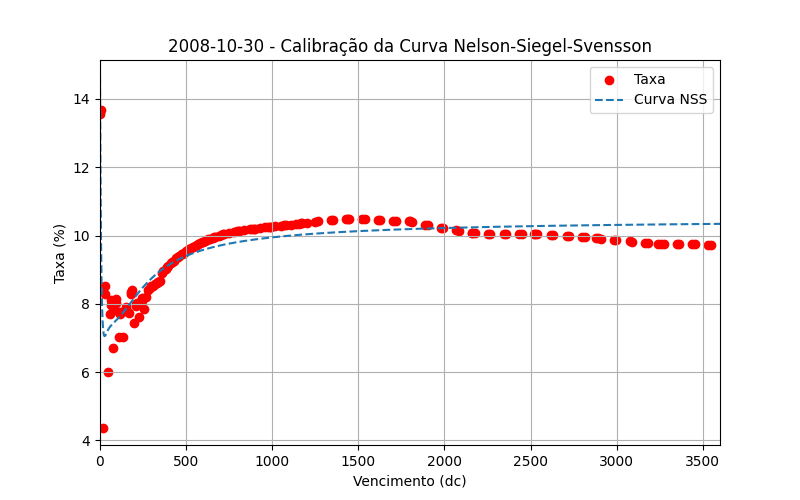 2008-10-30 - Calibração da Curva Nelson-Siegel-Svensson
Taxa
Curva NSS
Taxa (%)
14
12
10
8
6
4
0 500 1000 1500 2000 2500 3000 3500
Vencimento (dc)